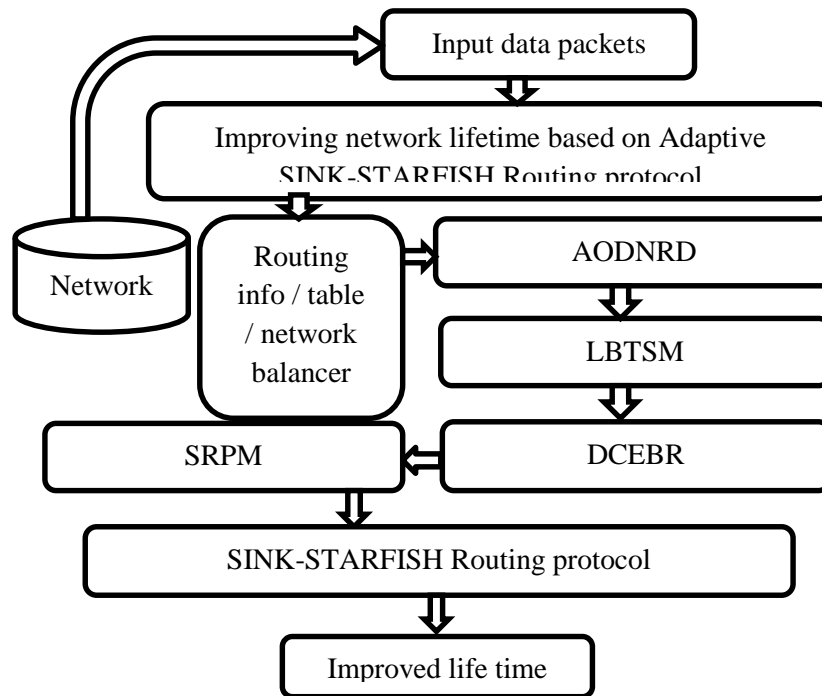 Input data packets
Improving network lifetime based on Adaptive
SINK-STARFISH Routing protocol
Network
Routing
info / table
/ network
balancer
AODNRD
LBTSM
DCEBR
SRPM
SINK-STARFISH Routing protocol
Improved life time